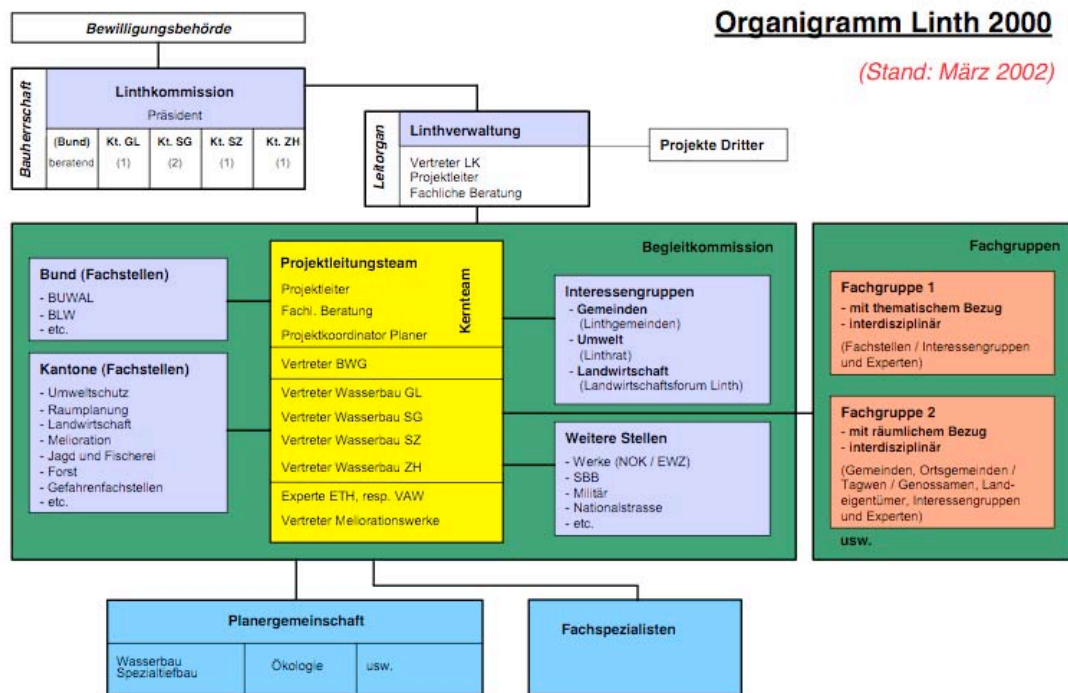 Organigramm Linth 2000
(Stand: März 2002)
Bewilligungsbehörde
Bauherrschaft
Linthkommission
Präsident
(Bund) Kt. GL Kt. SG Kt. SZ Kt. ZH
beratend (1) (2) (1) (1)
Leitorgan
Linthverwaltung
Vertreter LK
Projektleiter
Fachliche Beratung
Projekte Dritter
Begleitkommission
Bund (Fachstellen)
- BUWAL
- BLW
- etc.
Kantone (Fachstellen)
- Umweltschutz
- Raumplanung
- Landwirtschaft
- Melioration
- Jagd und Fischerei
- Forst
- Gefahrenfachstellen
- etc.
Projektleitungsteam
Projektleiter
Fachl. Beratung
Projektkoordinator Planer
Kernteam
Vertreter BWG
Vertreter Wasserbau GL
Vertreter Wasserbau SG
Vertreter Wasserbau SZ
Vertreter Wasserbau ZH
Experte ETH, resp. VAW
Vertreter Meliorationswerke
Interessengruppen
- Gemeinden
(Linthgemeinden)
- Umwelt
(Linthrat)
- Landwirtschaft
(Landwirtschaftsforum Linth)
Weitere Stellen
- Werke (NOK / EWZ)
- SBB
- Militär
- Nationalstrasse
- etc.
Fachgruppen
Fachgruppe 1
- mit thematischem Bezug
- interdisziplinär
(Fachstellen / Interessengruppen
und Experten)
Fachgruppe 2
- mit räumlichem Bezug
- interdisziplinär
(Gemeinden, Ortsgemeinden /
Tagwen / Genossamen, Land-
eigentümer, Interessengruppen
und Experten)
usw.
Planergemeinschaft
Wasserbau
Spezialtiefbau
Ökologie
usw.
Fachspezialisten